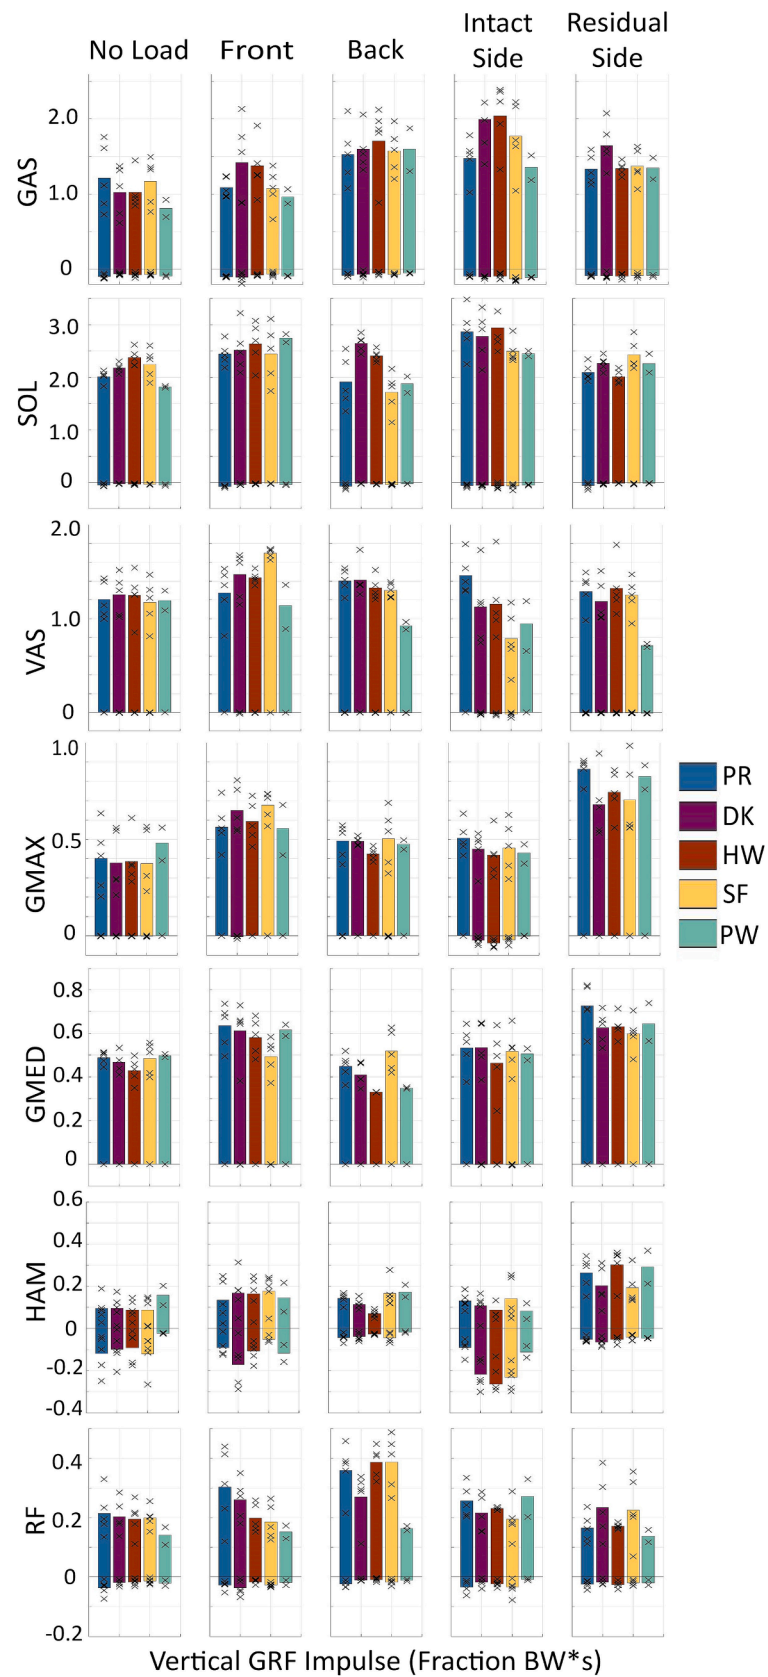 No Load Front Back Intact Side Residual Side
GAS
2.0
1.0
0
SOL
3.0
2.0
1.0
0
VAS
2.0
1.0
0
GMAX
1.0
0.5
0
PR
DK
HW
SF
PW
GMED
0.8
0.6
0.4
0.2
0
HAM
0.6
0.4
0.2
0
-0.2
-0.4
RF
0.4
0.2
0
-0.2
Vertical GRF Impulse (Fraction BW*s)